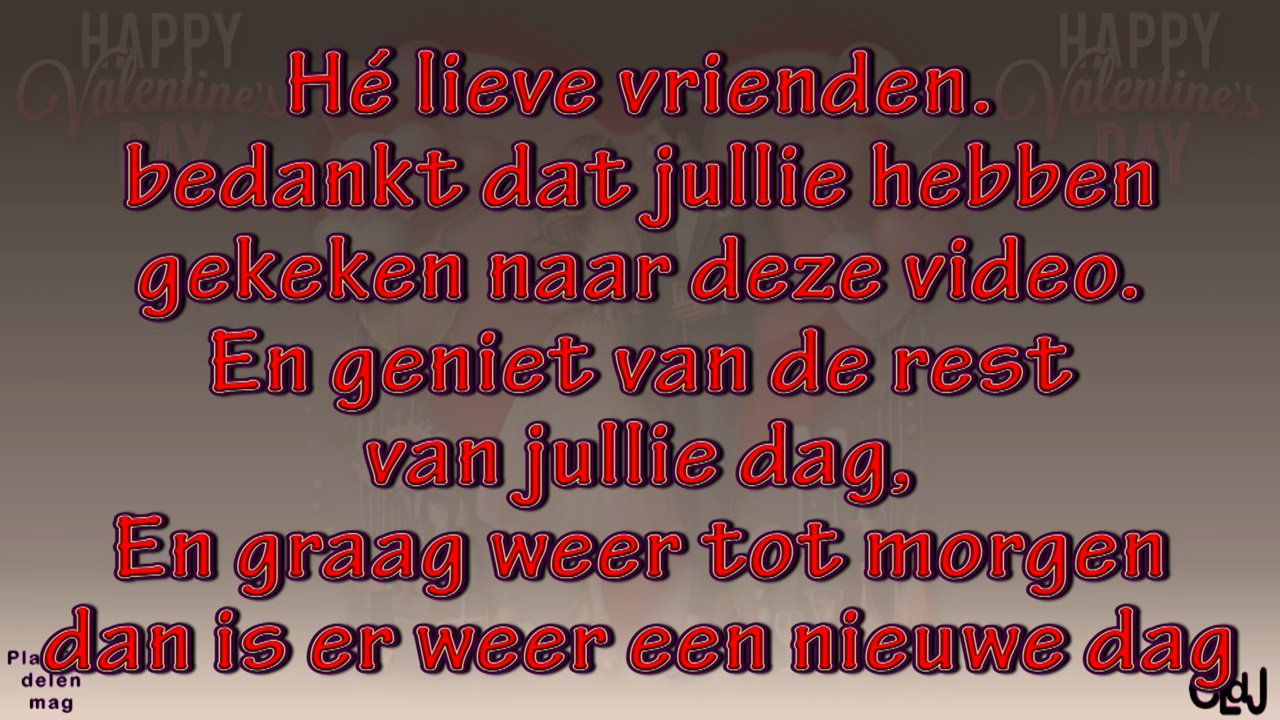 HAPPY
Valentine's
DAY
HAPPY
Valentine's
DAY
Hé lieve vrienden.
bedankt dat jullie hebben
gekeken naar deze video.
En geniet van de rest
van jullie dag,
En graag weer tot morgen
dan is er weer een nieuwe dag
delen
mag